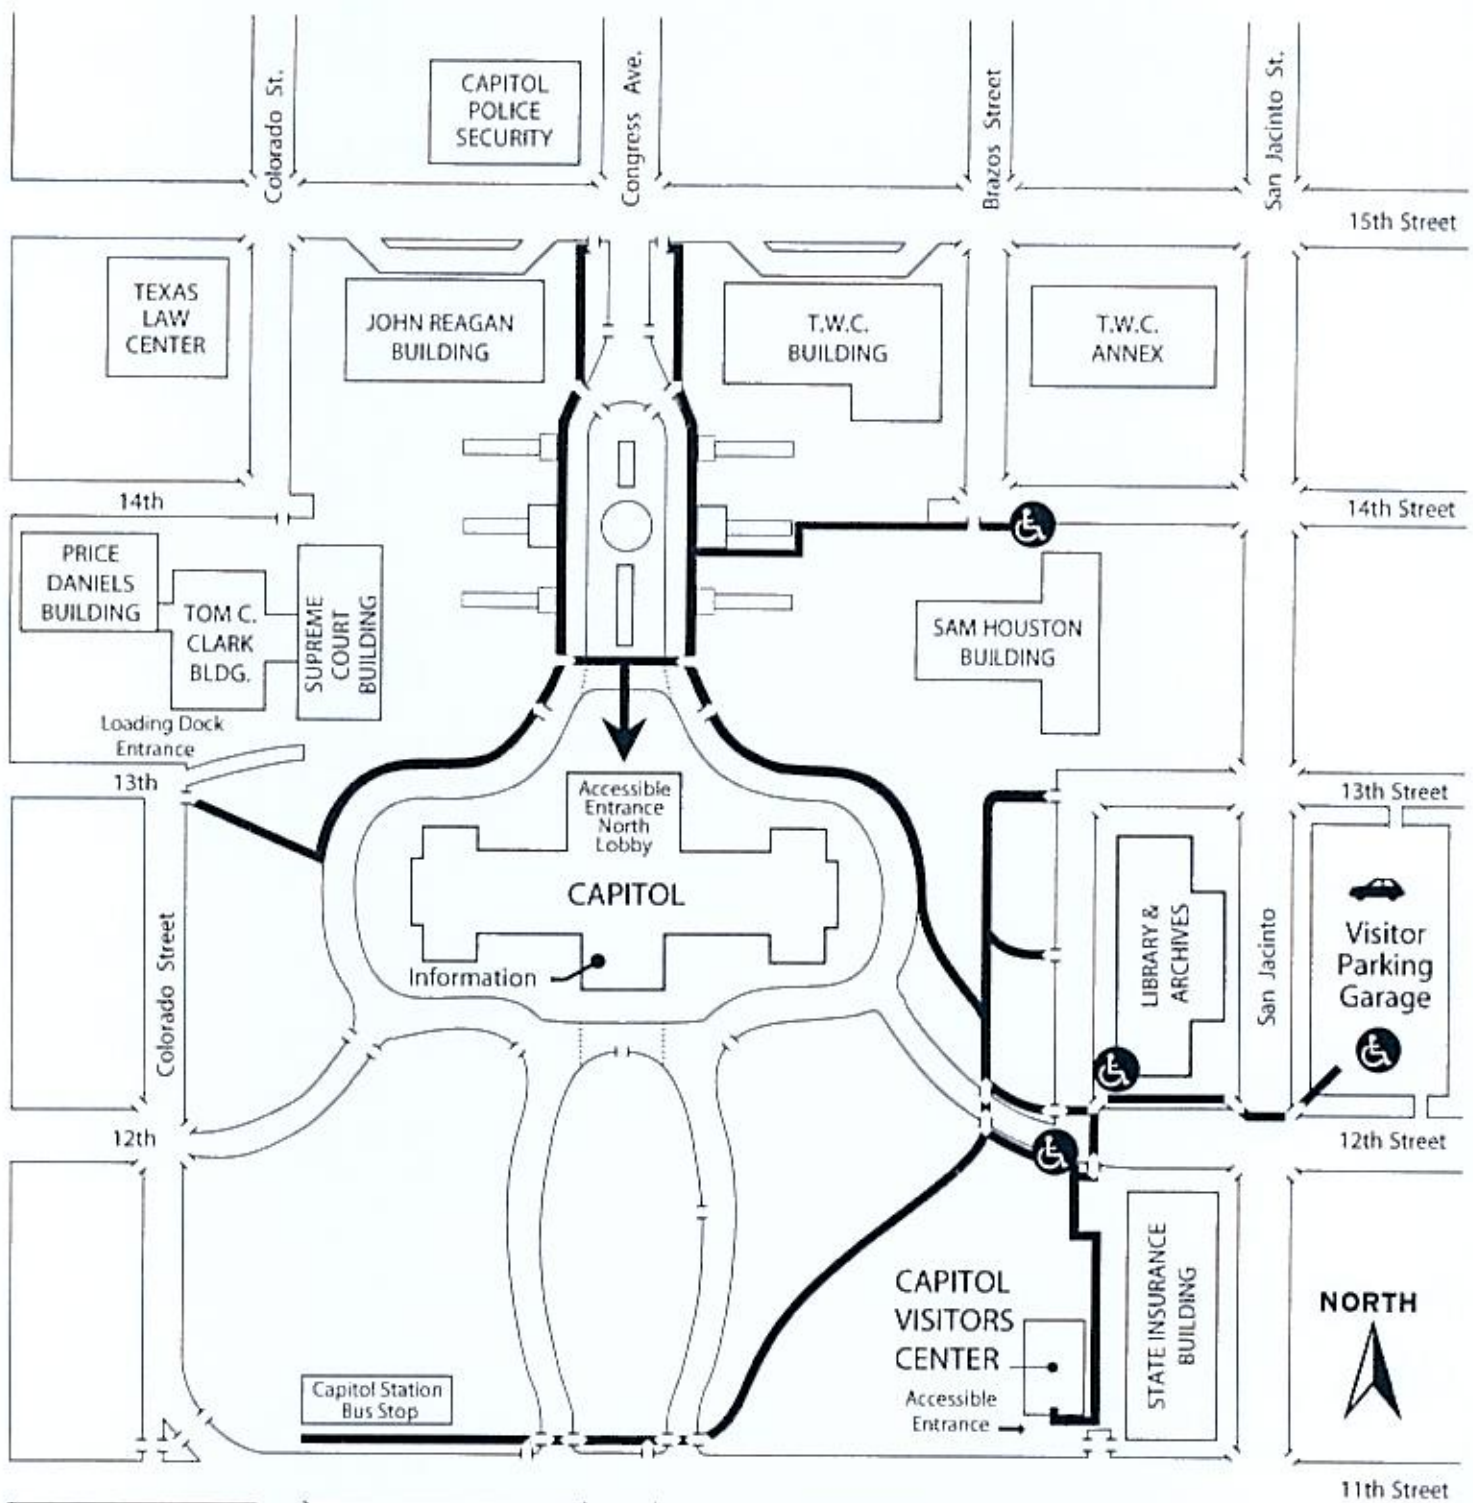 Colorado St.
CAPITOL
POLICE
SECURITY
Congress Ave.
Brazos Street
San Jacinto St.
15th Street
TEXAS
LAW
CENTER
JOHN REAGAN
BUILDING
T.W.C.
BUILDING
T.W.C.
ANNEX
14th
14th Street
PRICE
DANIELS
BUILDING
TOM C.
CLARK
BLDG.
SUPREME
COURT
BUILDING
SAM HOUSTON
BUILDING
Loading Dock
Entrance
13th
13th Street
Accessible
Entrance
North
Lobby
CAPITOL
Information
Colorado Street
LIBRARY &
ARCHIVES
San Jacinto
Visitor
Parking
Garage
12th
12th Street
CAPITOL
VISITORS
CENTER
Accessible
Entrance
STATE INSURANCE
BUILDING
NORTH
Capitol Station
Bus Stop
11th Street